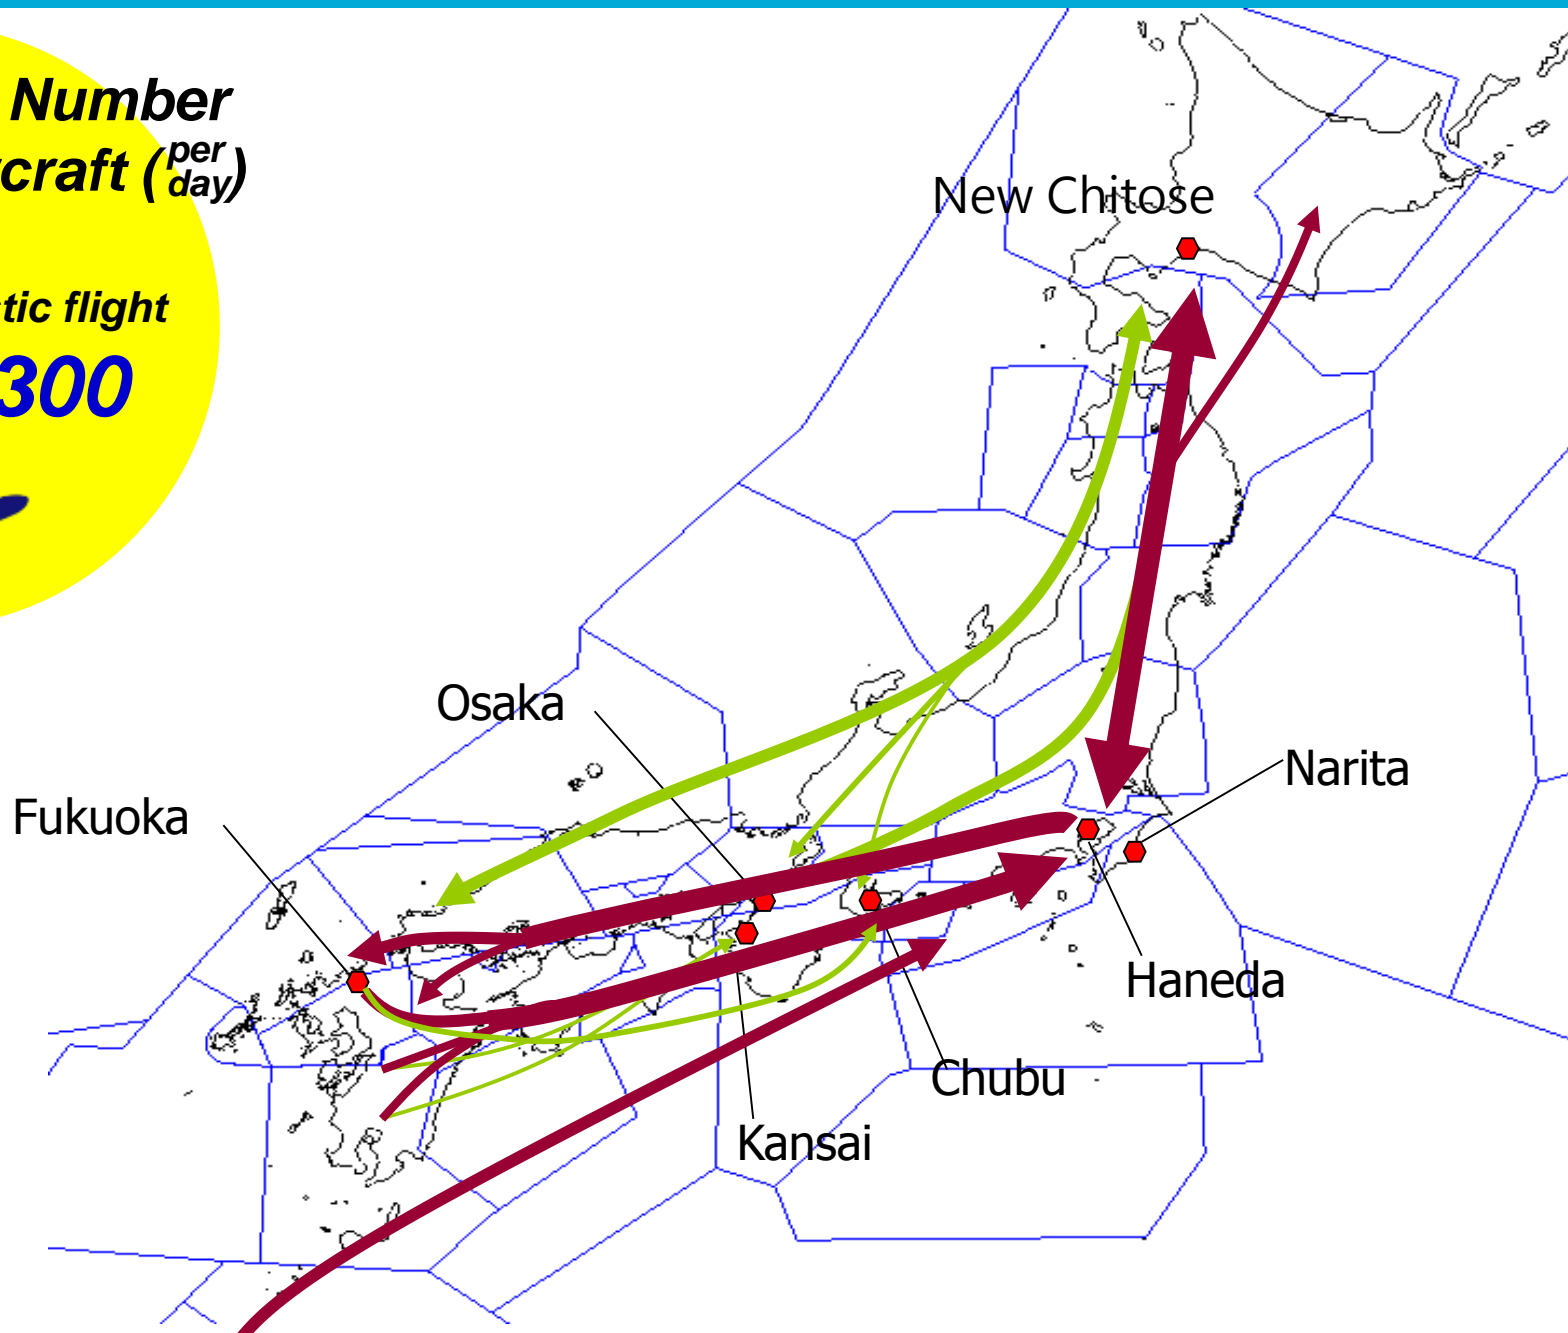 Number
craft (per day)
tic flight
300
New Chitose
Osaka
Narita
Fukuoka
Haneda
Chubu
Kansai